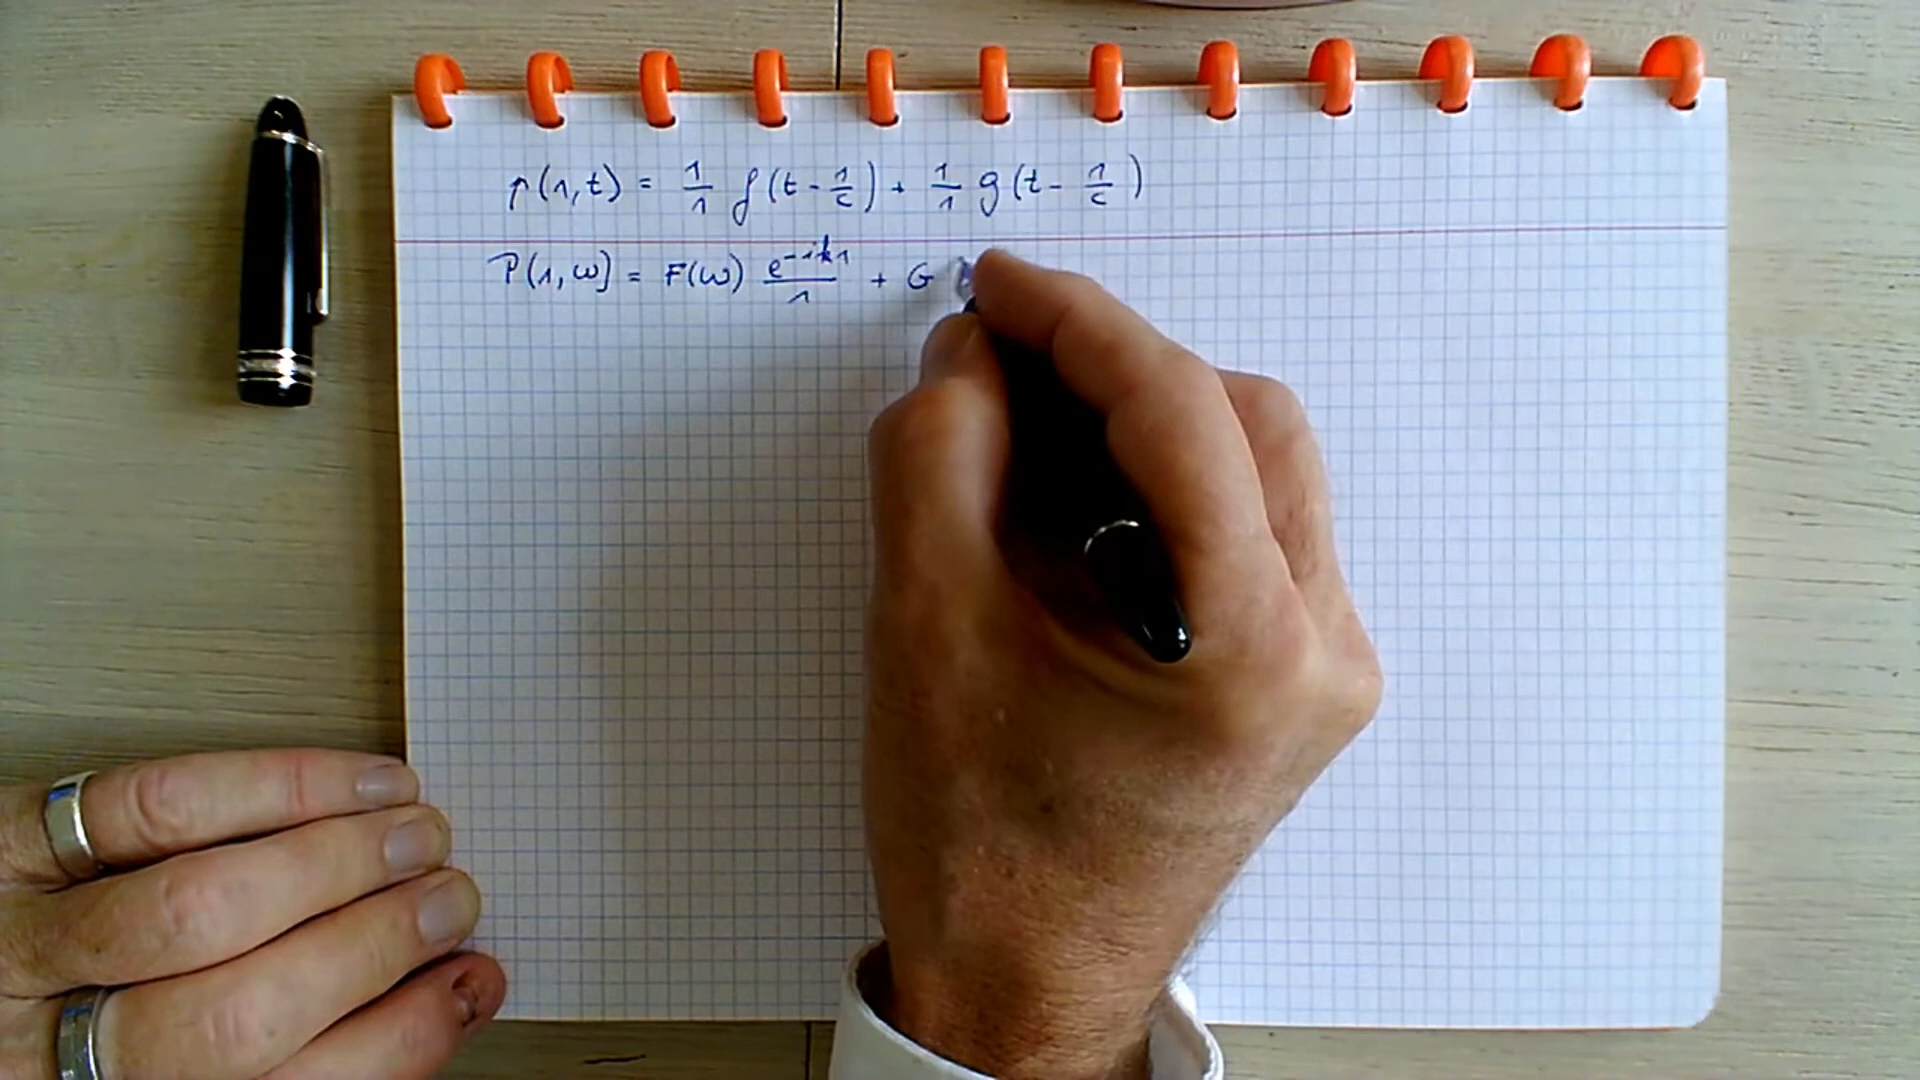 p(r,t) = 1/r f(t - r/c) + 1/r g(t - r/c)
P(r,ω) = F(ω) e^{-ikr}/r + G